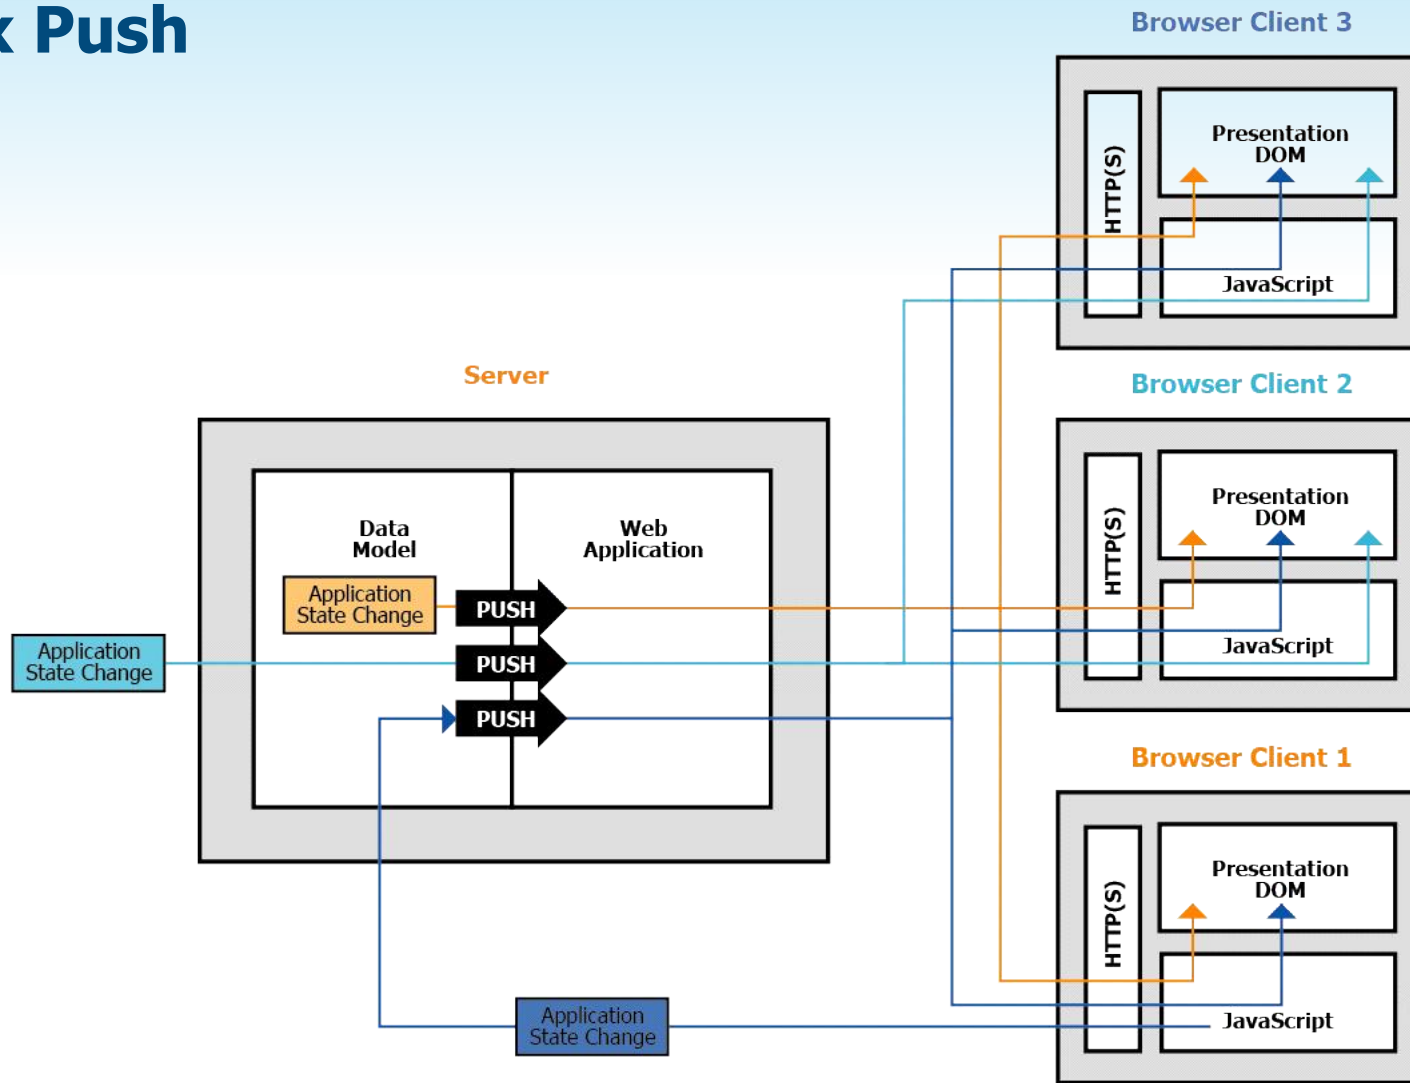 x Push
Browser Client 3
HTTP(S)
Presentation
DOM
JavaScript
Server
Browser Client 2
HTTP(S)
Presentation
DOM
JavaScript
Data
Model
Web
Application
Application
State Change
PUSH
Application
State Change
PUSH
PUSH
Browser Client 1
HTTP(S)
Presentation
DOM
JavaScript
Application
State Change